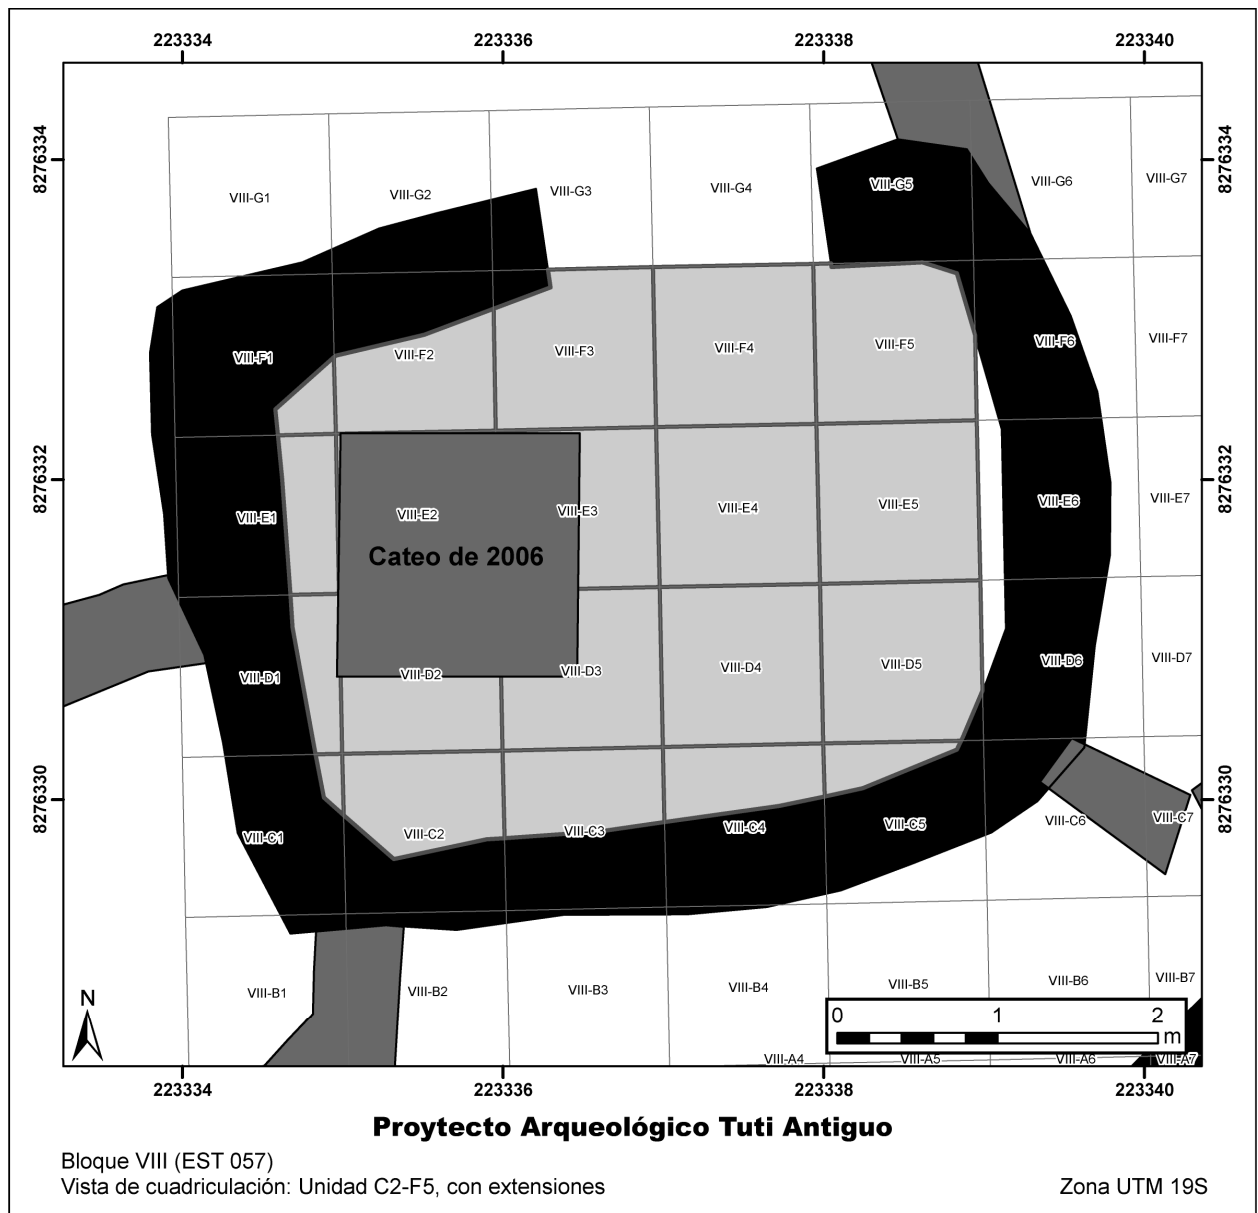 223334 223336 223338 223340
8276334 8276334
VIII-G1 VIII-G2 VIII-G3 VIII-G4 VIII-G5 VIII-G6 VIII-G7
VIII-F1 VIII-F2 VIII-F3 VIII-F4 VIII-F5 VIII-F6 VIII-F7
8276332 8276332
VIII-E1 VIII-E2 VIII-E3 VIII-E4 VIII-E5 VIII-E6 VIII-E7
Cateo de 2006
VIII-D1 VIII-D2 VIII-D3 VIII-D4 VIII-D5 VIII-D6 VIII-D7
8276330 8276330
VIII-C1 VIII-C2 VIII-C3 VIII-C4 VIII-C5 VIII-C6 VIII-C7
VIII-B1 VIII-B2 VIII-B3 VIII-B4 VIII-B5 VIII-B6 VIII-B7
N
0 1 2
m
VIII-A4 VIII-A5 VIII-A6 VIII-A7
223334 223336 223338 223340
Proytecto Arqueológico Tuti Antiguo
Bloque VIII (EST 057)
Vista de cuadriculación: Unidad C2-F5, con extensiones Zona UTM 19S